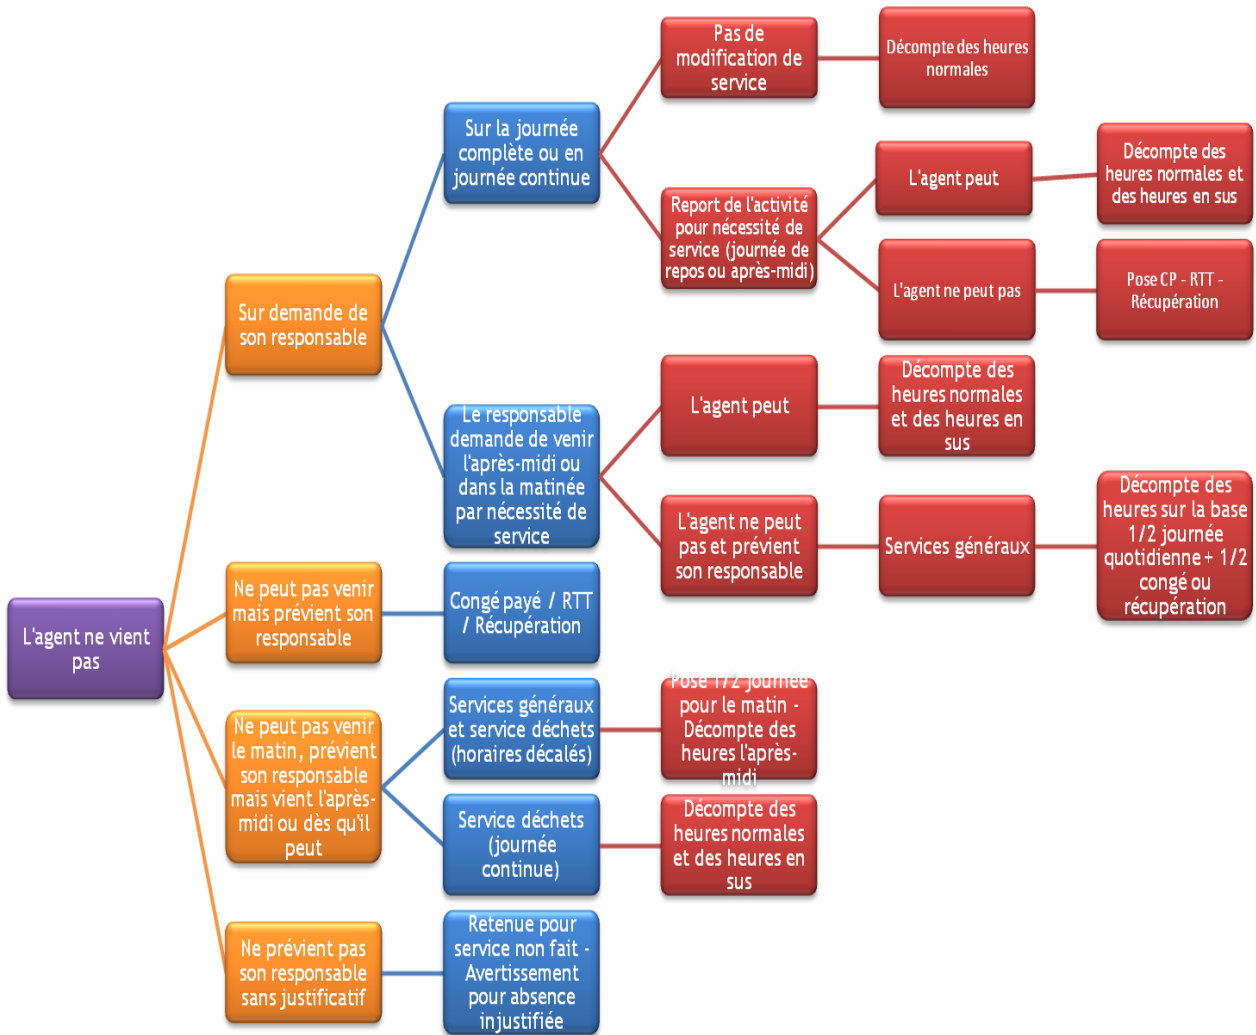 L'agent ne vient
pas
Sur demande de
son responsable
Sur la journée
complète ou en
journée continue
Pas de
modification de
service
Décompte des heures
normales
Report de l'activité
pour nécessité de
service (journée de
repos ou après-midi)
L'agent peut
Décompte des
heures normales et
des heures en sus
L'agent ne peut pas
Pose CP - RTT -
Récupération
Le responsable
demande de venir
l'après-midi ou
dans la matinée
par nécessité de
service
L'agent peut
Décompte des
heures normales
et des heures en
sus
L'agent ne peut
pas et prévient
son responsable
Services généraux
Décompte des
heures sur la base
1/2 journée
quotidienne + 1/2
congé ou
récupération
Ne peut pas venir
mais prévient son
responsable
Congé payé / RTT
/ Récupération
Ne peut pas venir
le matin, prévient
son responsable
mais vient l'après-
midi ou dès qu'il
peut
Services généraux
et service déchets
(horaires décalés)
Pose 1/2 journée
pour le matin -
Décompte des
heures l'après-
midi
Service déchets
(journée
continue)
Décompte des
heures normales
et des heures en
sus
Ne prévient pas
son responsable
sans justificatif
Retenue pour
service non fait -
Avertissement
pour absence
injustifiée